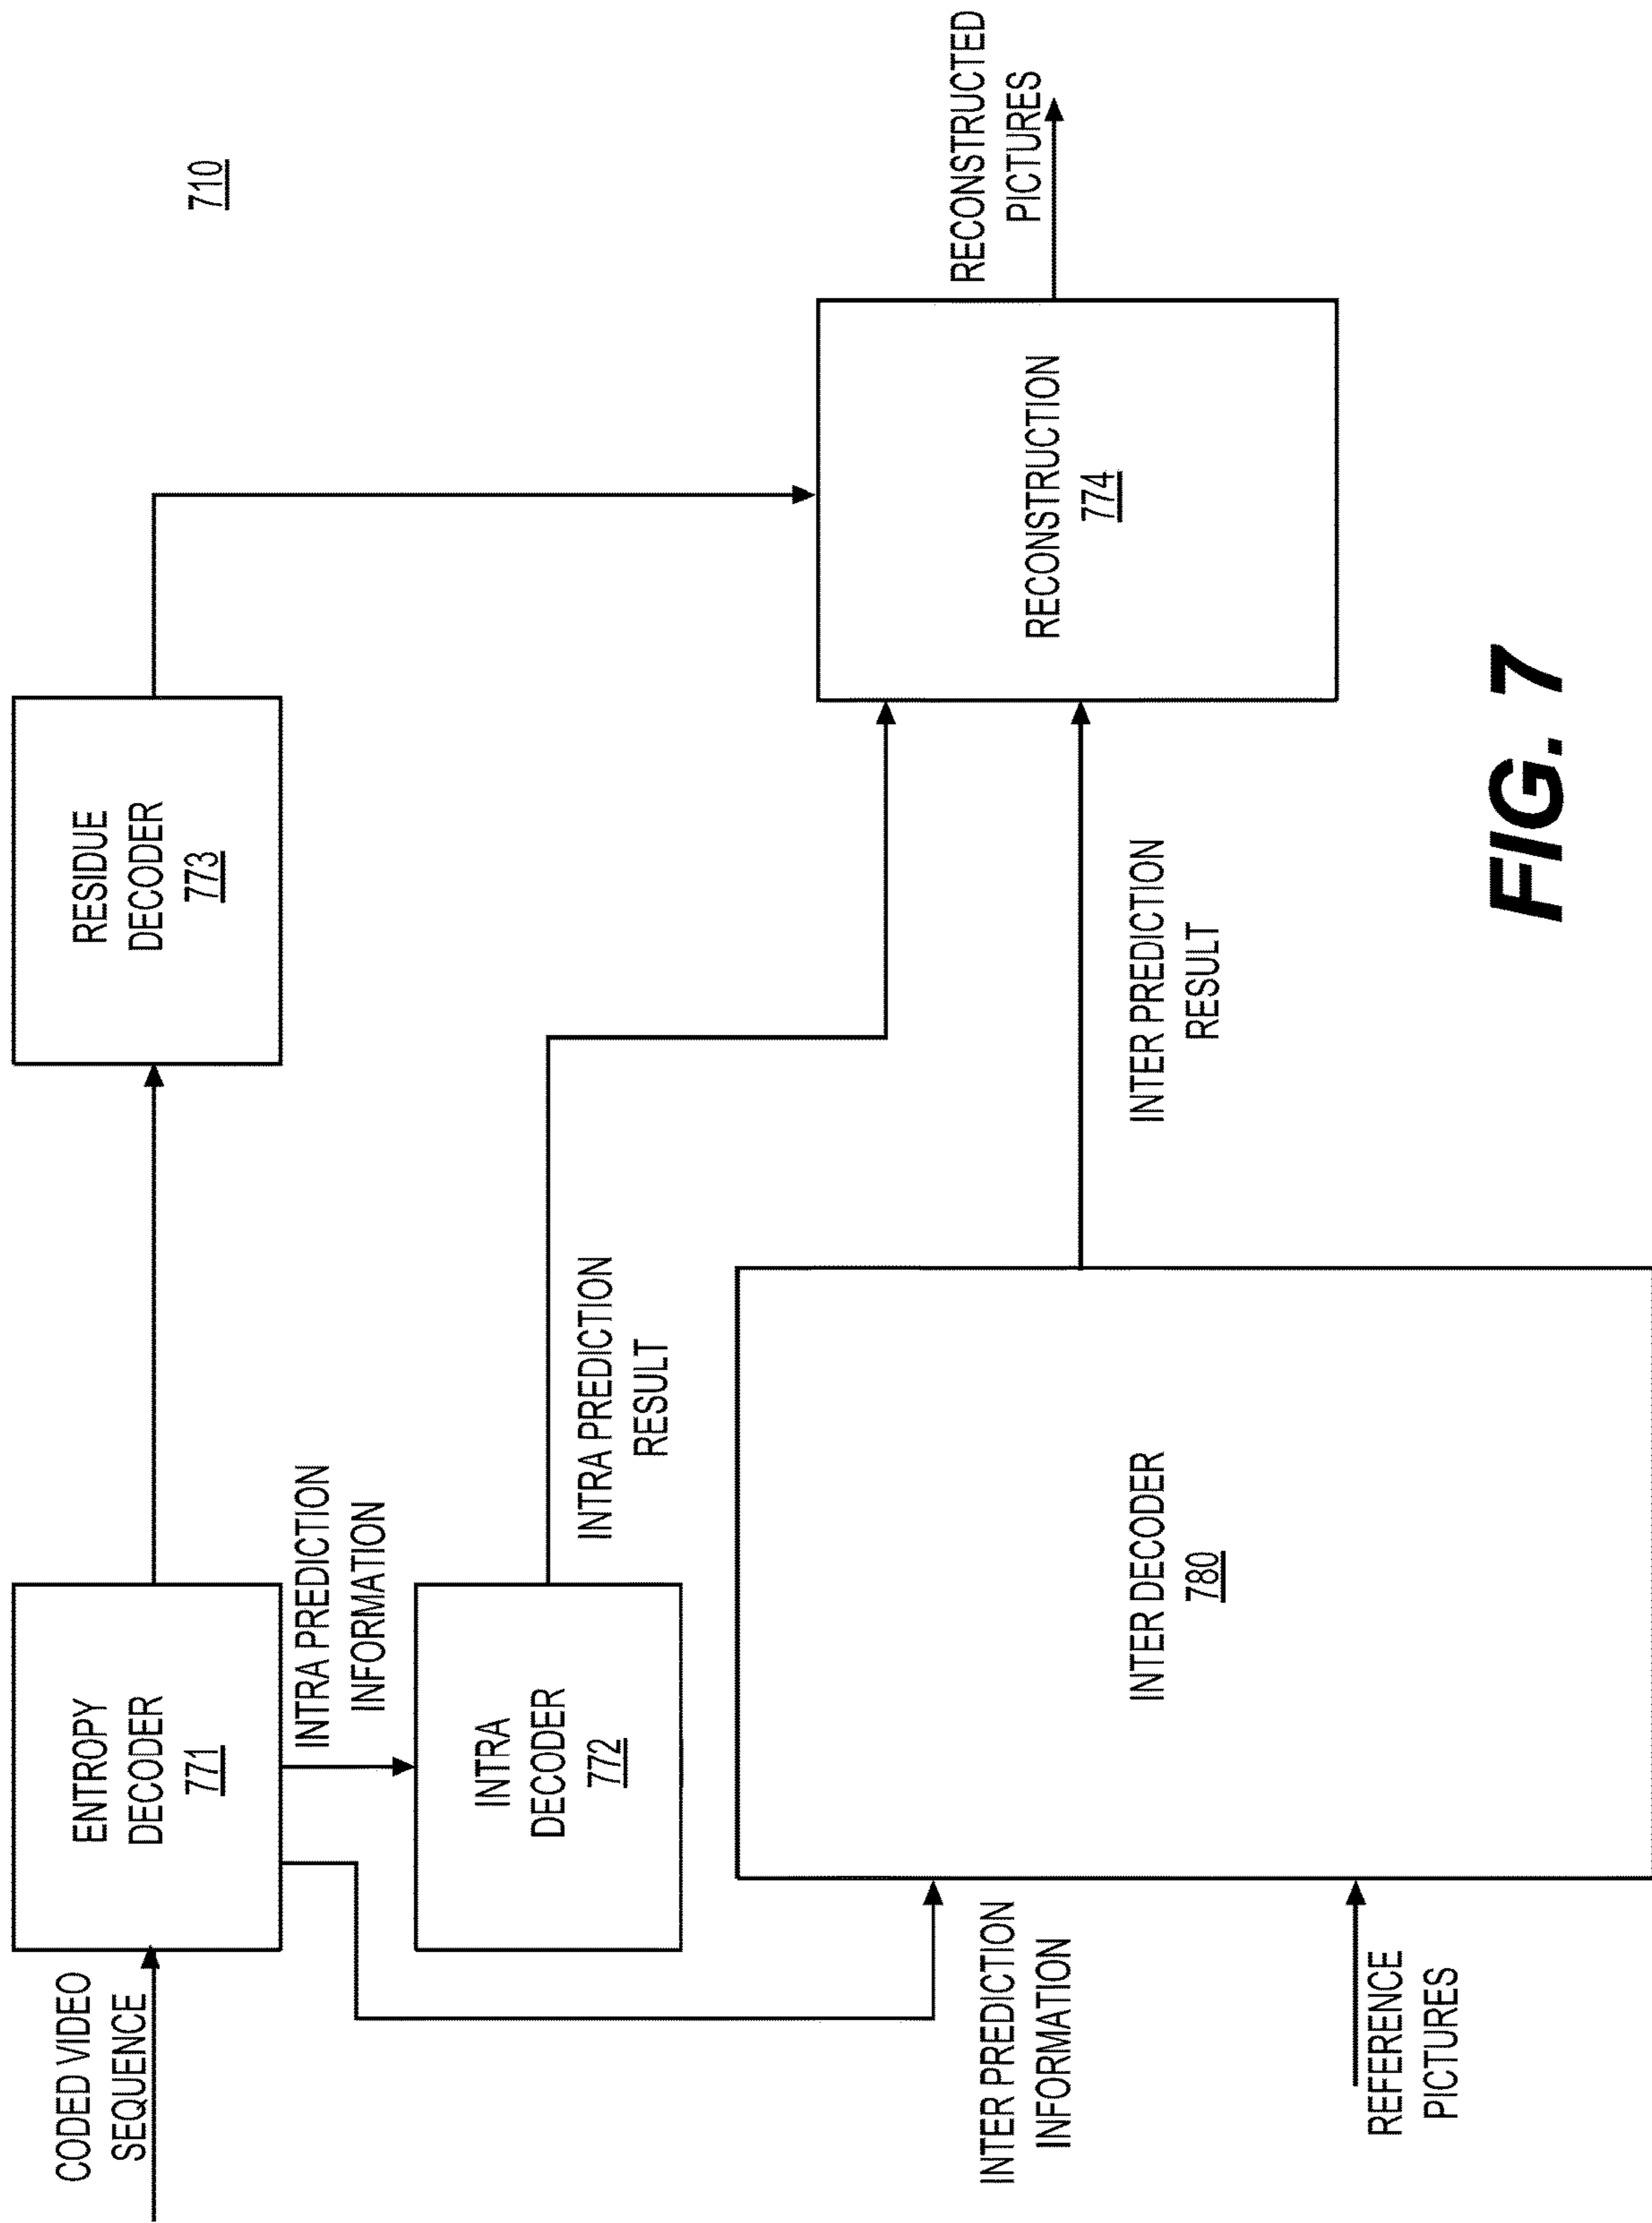 710
CODED VIDEO
SEQUENCE
ENTROPY
DECODER
771
RESIDUE
DECODER
773
INTRA PREDICTION
INFORMATION
INTRA
DECODER
772
INTRA PREDICTION
RESULT
RECONSTRUCTED
PICTURES
RECONSTRUCTION
774
INTER PREDICTION
INFORMATION
INTER DECODER
780
INTER PREDICTION
RESULT
REFERENCE
PICTURES
FIG. 7